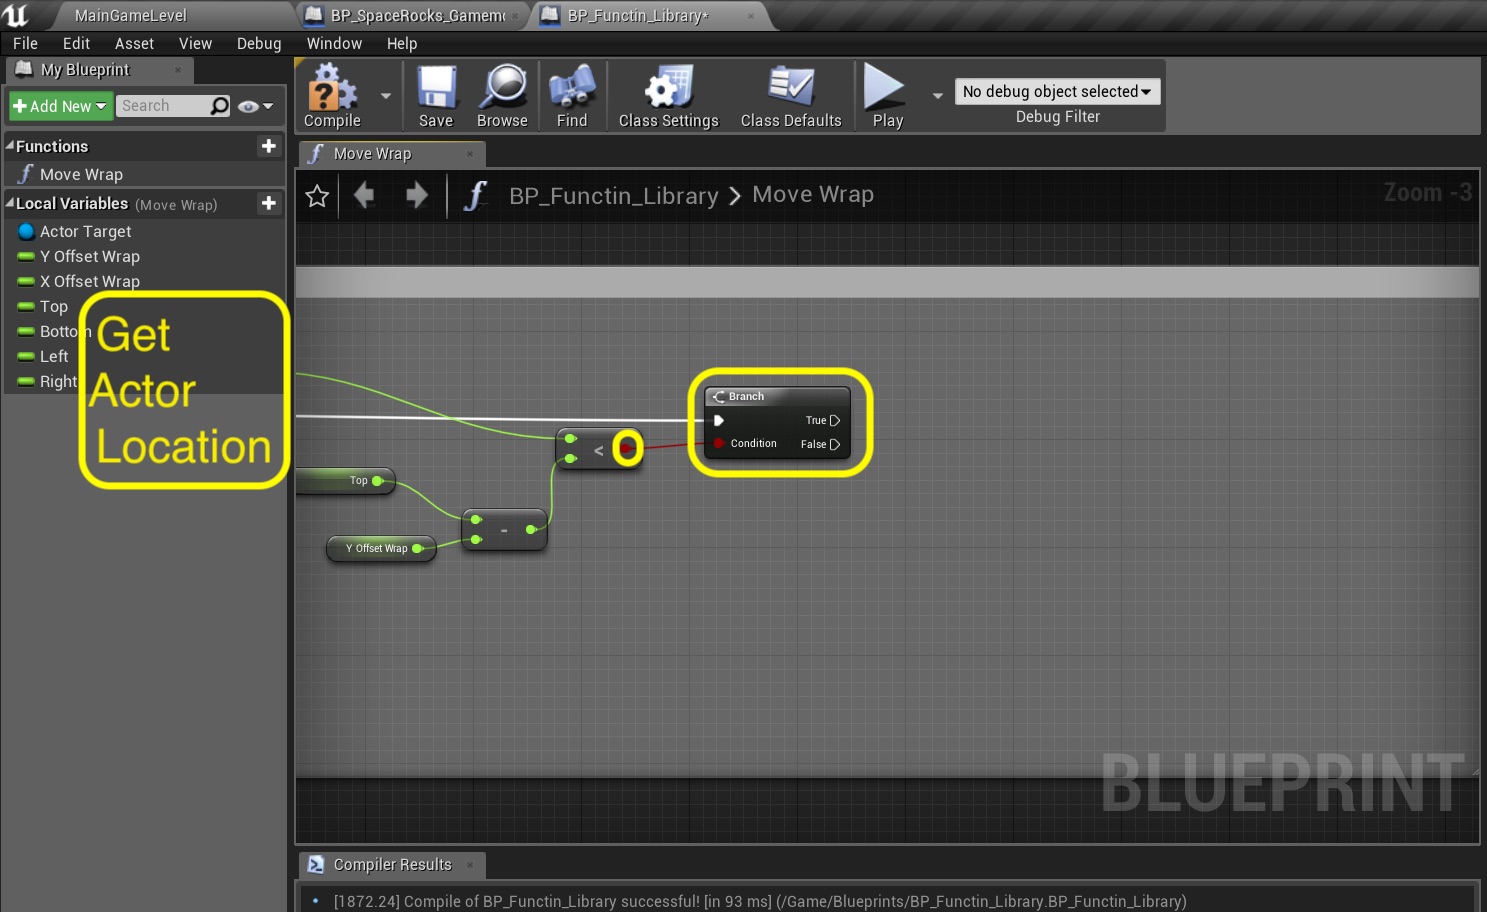 MainGameLevel
BP_SpaceRocks_Gamem
BP_Functin_Library*
File Edit Asset View Debug Window Help
My Blueprint
Add New Search
Compile Save Browse Find Class Settings Class Defaults Play
No debug object selected
Debug Filter
Functions
Move Wrap
Local Variables (Move Wrap)
Actor Target
Y Offset Wrap
X Offset Wrap
Top
Bottom
Left
Right
Get
Actor
Location
Move Wrap
BP_Functin_Library > Move Wrap
Zoom -3
Branch
True
Condition False
<
Top
-
Y Offset Wrap
BLUEPRINT
Compiler Results
• [1872.24] Compile of BP_Functin_Library successful! [in 93 ms] (/Game/Blueprints/BP_Functin_Library.BP_Functin_Library)